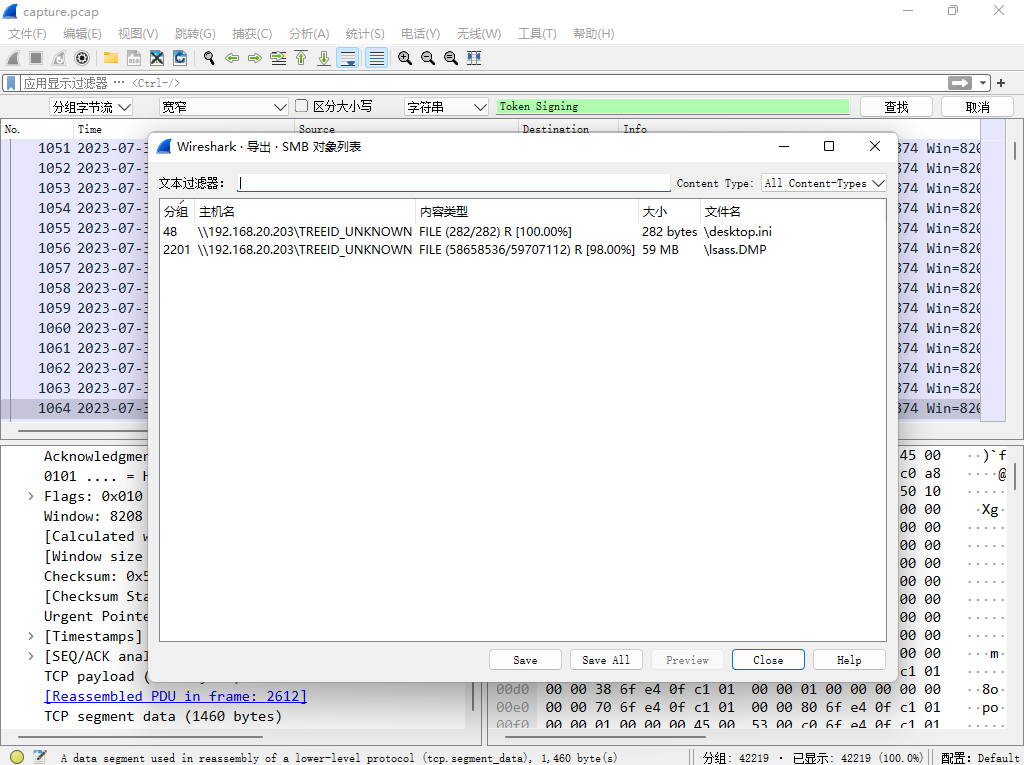 capture.pcap
文件(F) 编辑(E) 视图(V) 跳转(G) 捕获(C) 分析(A) 统计(S) 电话(Y) 无线(W) 工具(T) 帮助(H)
应用显示过滤器 ⋯ <Ctrl-/>
分组字节流 宽窄 区分大小写 字符串 Token Signing 查找 取消
No. Time Source Destination Info
Wireshark · 导出 · SMB 对象列表
文本过滤器: Content Type: All Content-Types
分组 主机名 内容类型 大小 文件名
48 \\192.168.20.203\TREEID_UNKNOWN FILE (282/282) R [100.00%] 282 bytes \desktop.ini
2201 \\192.168.20.203\TREEID_UNKNOWN FILE (58658536/59707112) R [98.00%] 59 MB \lsass.DMP
Save Save All Preview Close Help
1051 2023-07-3 374 Win=820
1052 2023-07-3 374 Win=820
1053 2023-07-3 374 Win=820
1054 2023-07-3 374 Win=820
1055 2023-07-3 374 Win=820
1056 2023-07-3 374 Win=820
1057 2023-07-3 374 Win=820
1058 2023-07-3 374 Win=820
1059 2023-07-3 374 Win=820
1060 2023-07-3 374 Win=820
1061 2023-07-3 374 Win=820
1062 2023-07-3 374 Win=820
1063 2023-07-3 374 Win=820
1064 2023-07-3 374 Win=820
Acknowledgmen
0101 .... = H
Flags: 0x010
Window: 8208
[Calculated w
[Window size
Checksum: 0x5
[Checksum Sta
Urgent Pointe
[Timestamps]
[SEQ/ACK anal
TCP payload (
[Reassembled PDU in frame: 2612]
TCP segment data (1460 bytes)
45 00 ··)`f
c0 a8 ····@
50 10 ·····
00 00 ·Xg·
00 00 ·····
00 00 ·····
00 00 ·····
00 00 ·····
00 00 ·····
00 00 ·····
00 00 ·····
00 00 ···m·
c1 01 ·····
00d0 00 00 38 6f e4 0f c1 01 00 00 01 00 00 00 00 00 ··8o·
00e0 00 00 70 6f e4 0f c1 01 00 00 80 6f e4 0f c1 01 ··po·
00f0 00 00 01 00 00 00 45 00 53 00 c0 6f e4 0f c1 01 ·····
A data segment used in reassembly of a lower-level protocol (tcp.segment_data), 1,460 byte(s) 分组: 42219 · 已显示: 42219 (100.0%) 配置: Default